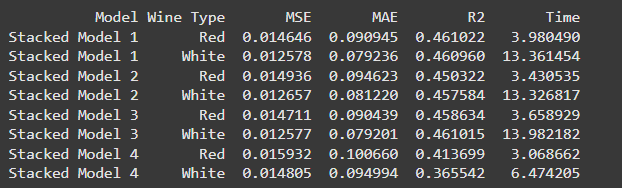 Model Wine Type MSE MAE R2 Time
Stacked Model 1 Red 0.014646 0.090945 0.461022 3.980490
Stacked Model 1 White 0.012578 0.079236 0.460960 13.361454
Stacked Model 2 Red 0.014936 0.094623 0.450322 3.430535
Stacked Model 2 White 0.012657 0.081220 0.457584 13.326817
Stacked Model 3 Red 0.014711 0.090439 0.458634 3.658929
Stacked Model 3 White 0.012577 0.079201 0.461015 13.982182
Stacked Model 4 Red 0.015932 0.100660 0.413699 3.068662
Stacked Model 4 White 0.014805 0.094994 0.365542 6.474205